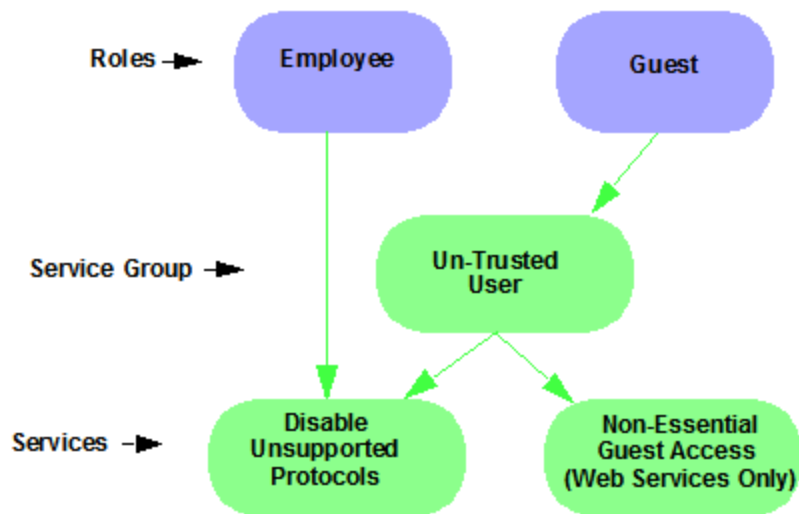 Roles
Employee
Guest
Service Group
Un-Trusted
User
Services
Disable
Unsupported
Protocols
Non-Essential
Guest Access
(Web Services Only)